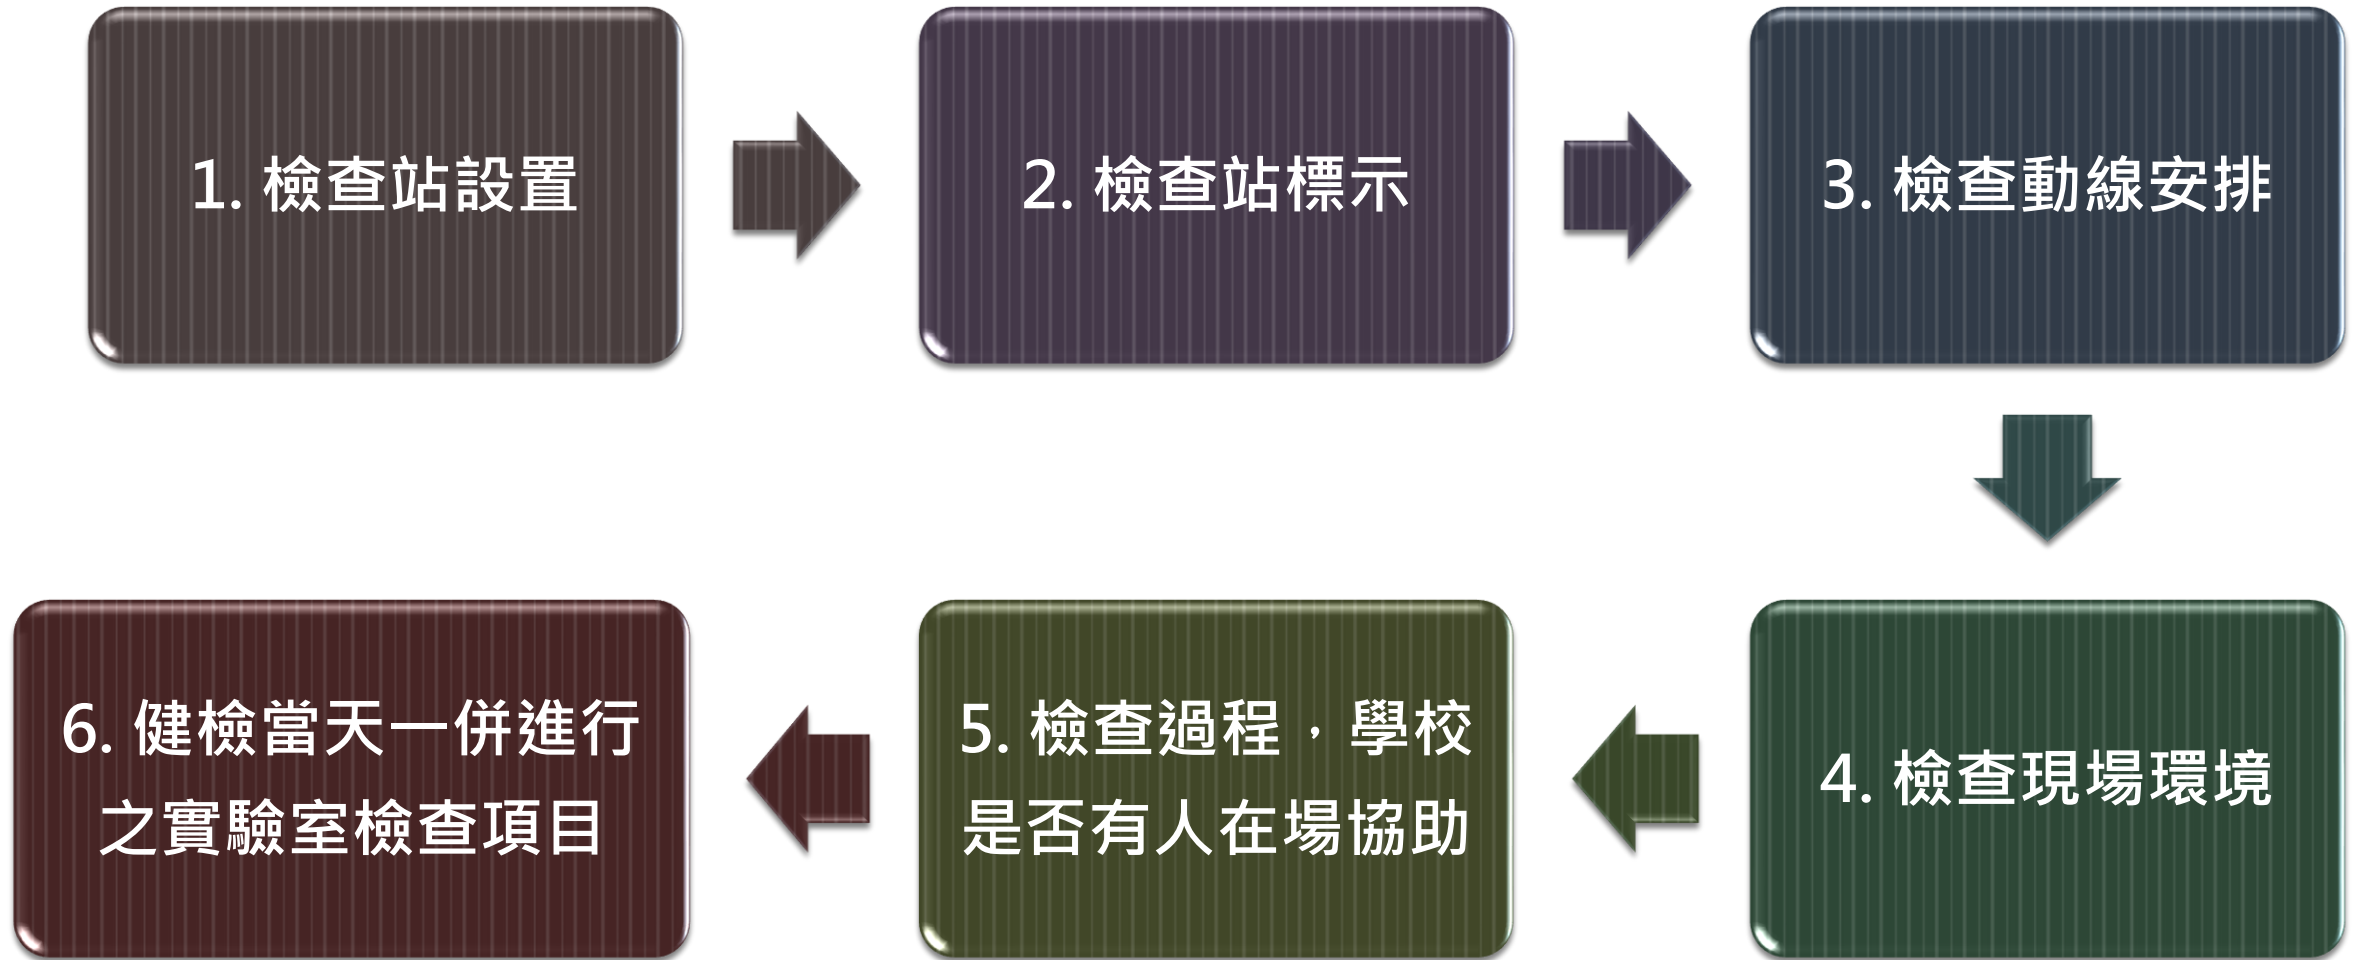 1. 檢查站設置
2. 檢查站標示
3. 檢查動線安排
4. 檢查現場環境
5. 檢查過程，學校
是否有人在場協助
6. 健檢當天一併進行
之實驗室檢查項目